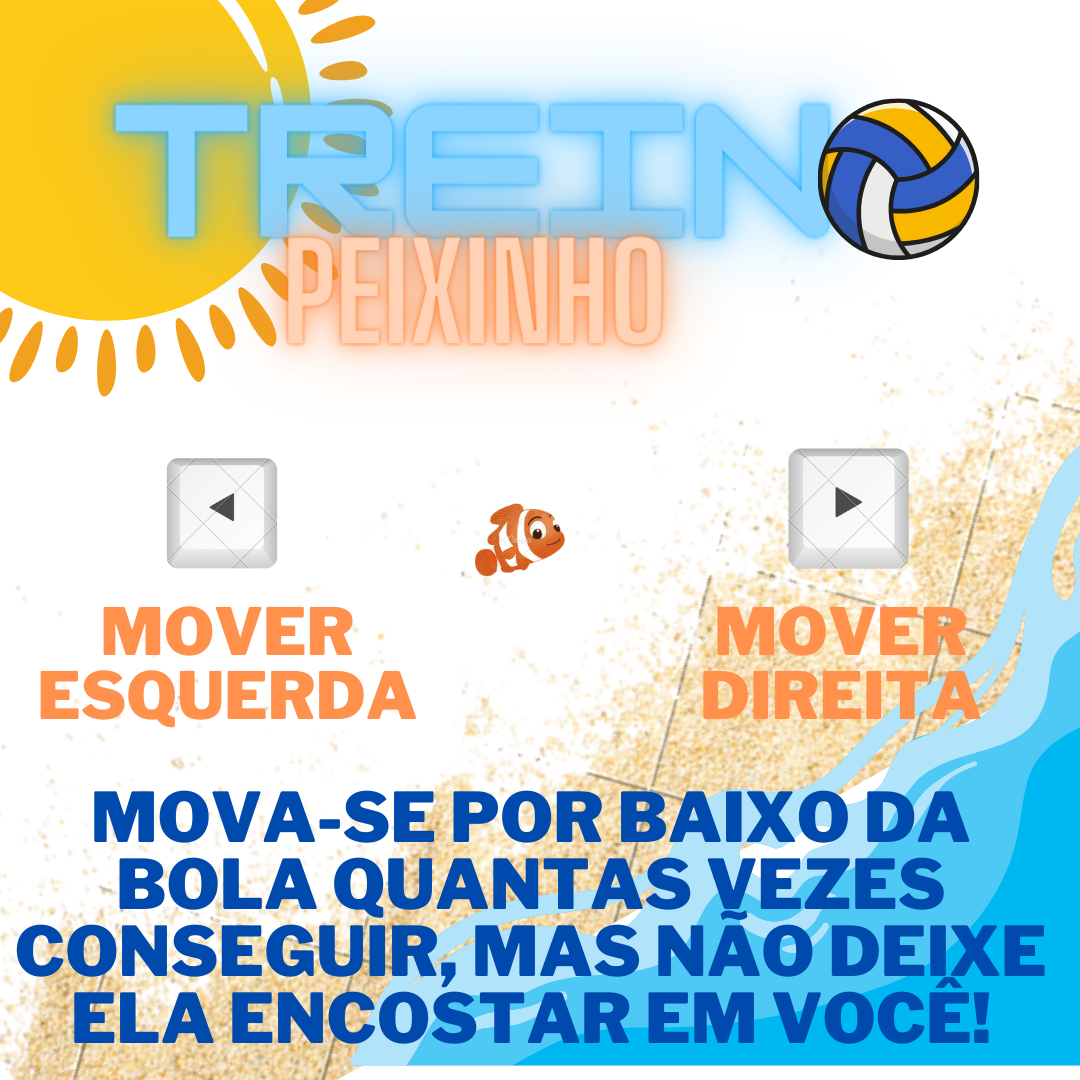 TREIN
PEIXINHO
MOVER
ESQUERDA
MOVER
DIREITA
MOVA-SE POR BAIXO DA
BOLA QUANTAS VEZES
CONSEGUIR, MAS NÃO DEIXE
ELA ENCOSTAR EM VOCÊ!